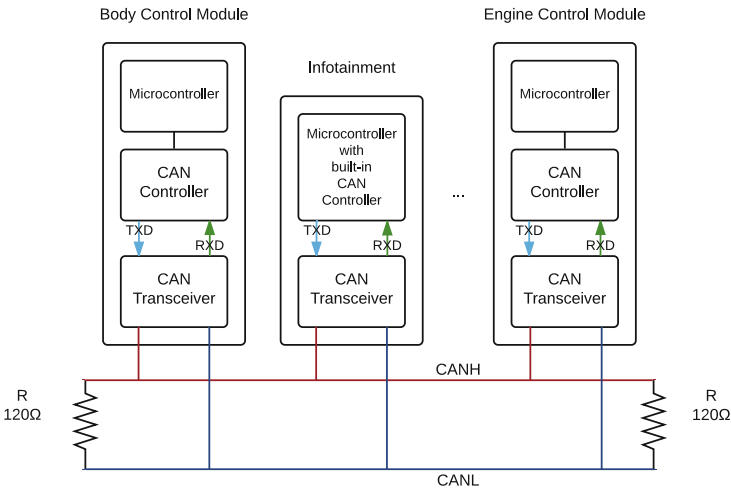 Body Control Module
Engine Control Module
Infotainment
Microcontroller
Microcontroller
Microcontroller
with
built-in
CAN
Controller
CAN
Controller
...
CAN
Controller
TXD
RXD
TXD
RXD
TXD
RXD
CAN
Transceiver
CAN
Transceiver
CAN
Transceiver
CANH
R
120Ω
R
120Ω
CANL